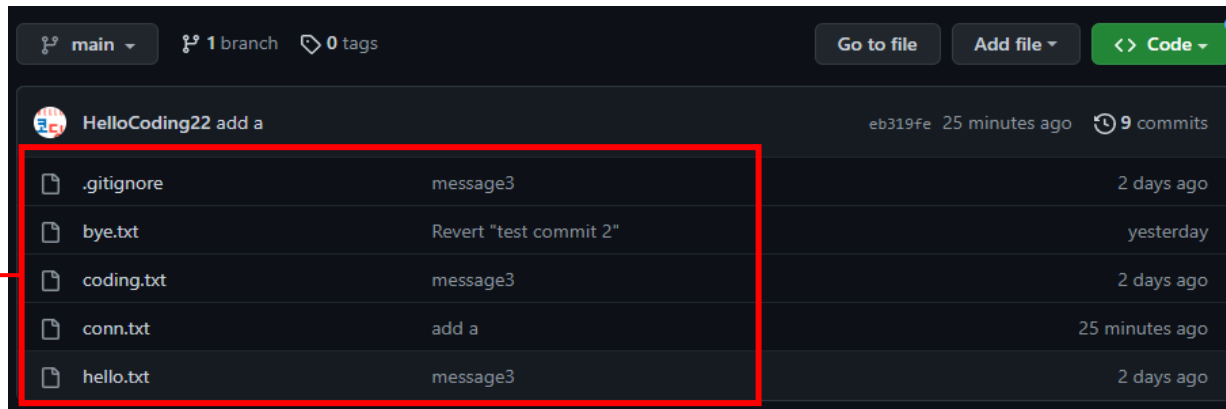 main 1 branch 0 tags Go to file Add file <> Code
HelloCoding22 add a eb319fe 25 minutes ago 9 commits
.gitignore message3 2 days ago
bye.txt Revert "test commit 2" yesterday
coding.txt message3 2 days ago
conn.txt add a 25 minutes ago
hello.txt message3 2 days ago